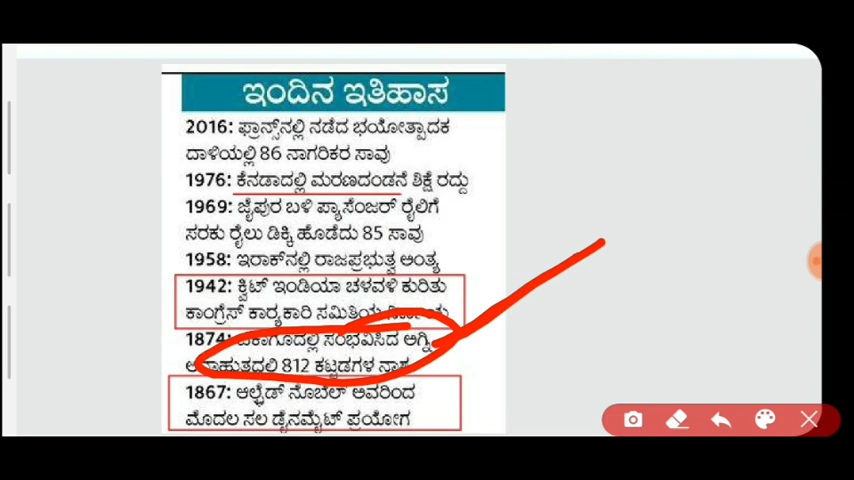 ಇಂದಿನ ಇತಿಹಾಸ
2016: ಫ್ರಾನ್ಸ್‌ನಲ್ಲಿ ನಡೆದ ಭಯೋತ್ಪಾದಕ
ದಾಳಿಯಲ್ಲಿ 86 ನಾಗರಿಕರ ಸಾವು
1976: ಕೆನಡಾದಲ್ಲಿ ಮರಣದಂಡನೆ ಶಿಕ್ಷೆ ರದ್ದು
1969: ಜೈಪುರ ಬಳಿ ಪ್ಯಾಸೆಂಜರ್ ರೈಲಿಗೆ
ಸರಕು ರೈಲು ಡಿಕ್ಕಿ ಹೊಡೆದು 85 ಸಾವು
1958: ಇರಾಕ್‌ನಲ್ಲಿ ರಾಜಪ್ರಭುತ್ವ ಅಂತ್ಯ
1942: ಕ್ವಿಟ್ ಇಂಡಿಯಾ ಚಳವಳಿ ಕುರಿತು
ಕಾಂಗ್ರೆಸ್ ಕಾರ್‍ಯಕಾರಿ ಸಮಿತಿಯ
1874: ಸಂಭವಿಸಿದ ಅಗ್ನಿ
812 ಕಟ್ಟಡಗಳ ನಾಶ
1867: ಆಲ್ಫ್ರೆಡ್ ನೊಬೆಲ್ ಅವರಿಂದ
ಮೊದಲ ಸಲ ಡೈನಮೈಟ್ ಪ್ರಯೋಗ